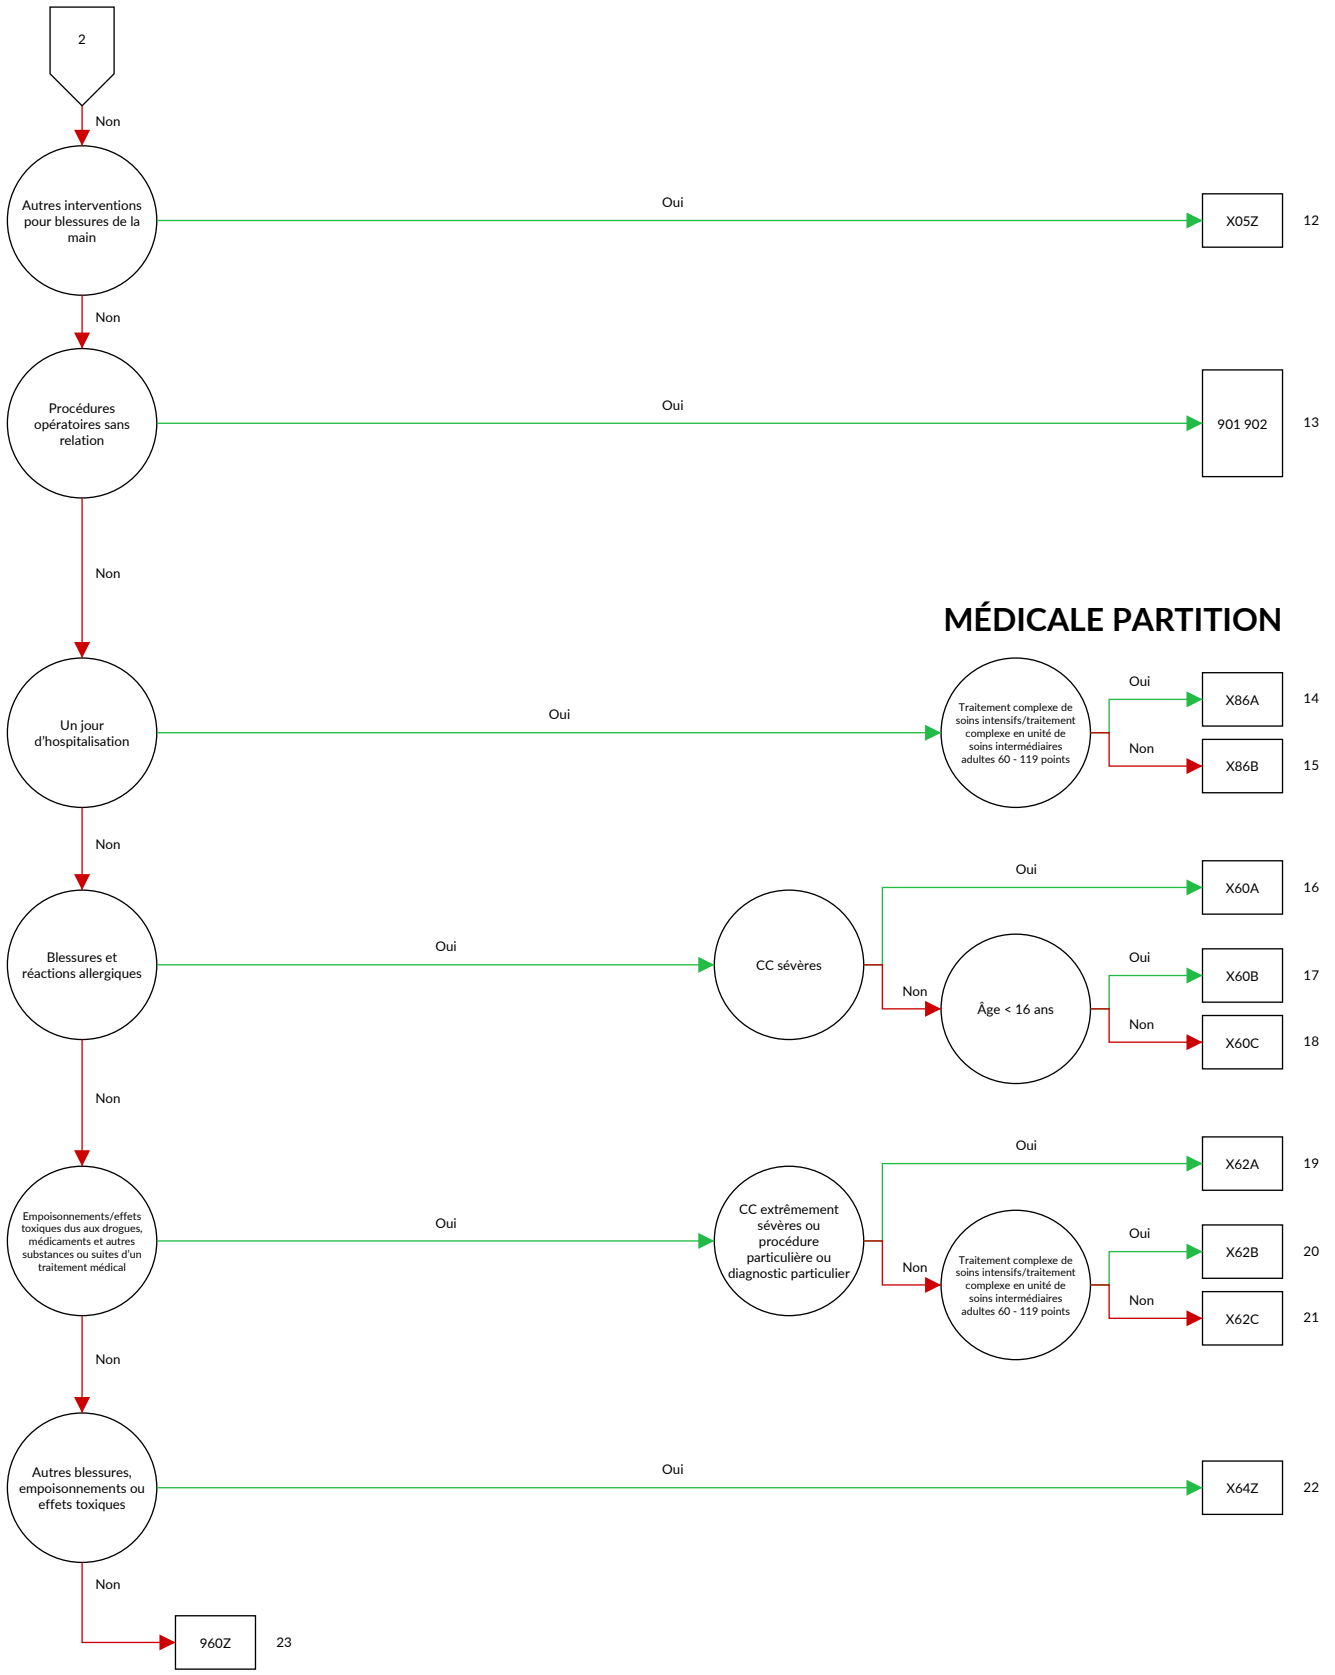 2
Non
Autres interventions
pour blessures de la
main
Oui
X05Z
12
Non
Procédures
opératoires sans
relation
Oui
901 902
13
Non
MÉDICALE PARTITION
Un jour
d'hospitalisation
Oui
Traitement complexe de
soins intensifs/traitement
complexe en unité de
soins intermédiaires
adultes 60 - 119 points
Oui
X86A
14
Non
X86B
15
Non
Blessures et
réactions allergiques
Oui
CC sévères
Oui
X60A
16
Non
Âge < 16 ans
Oui
X60B
17
Non
X60C
18
Non
Empoisonnements/effets
toxiques dus aux drogues,
médicaments et autres
substances ou suites d'un
traitement médical
Oui
CC extrêmement
sévères ou
procédure
particulière ou
diagnostic particulier
Oui
X62A
19
Non
Traitement complexe de
soins intensifs/traitement
complexe en unité de
soins intermédiaires
adultes 60 - 119 points
Oui
X62B
20
Non
X62C
21
Non
Autres blessures,
empoisonnements ou
effets toxiques
Oui
X64Z
22
Non
960Z
23